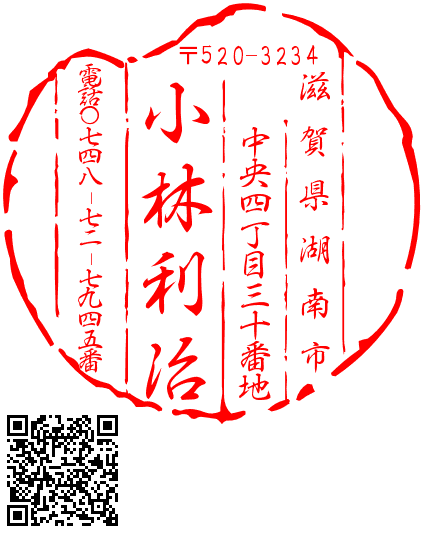 〒520-3234
滋賀県湖南市
中央四丁目三十番地
小林利治
電話〇七四八-七二-七九四五番